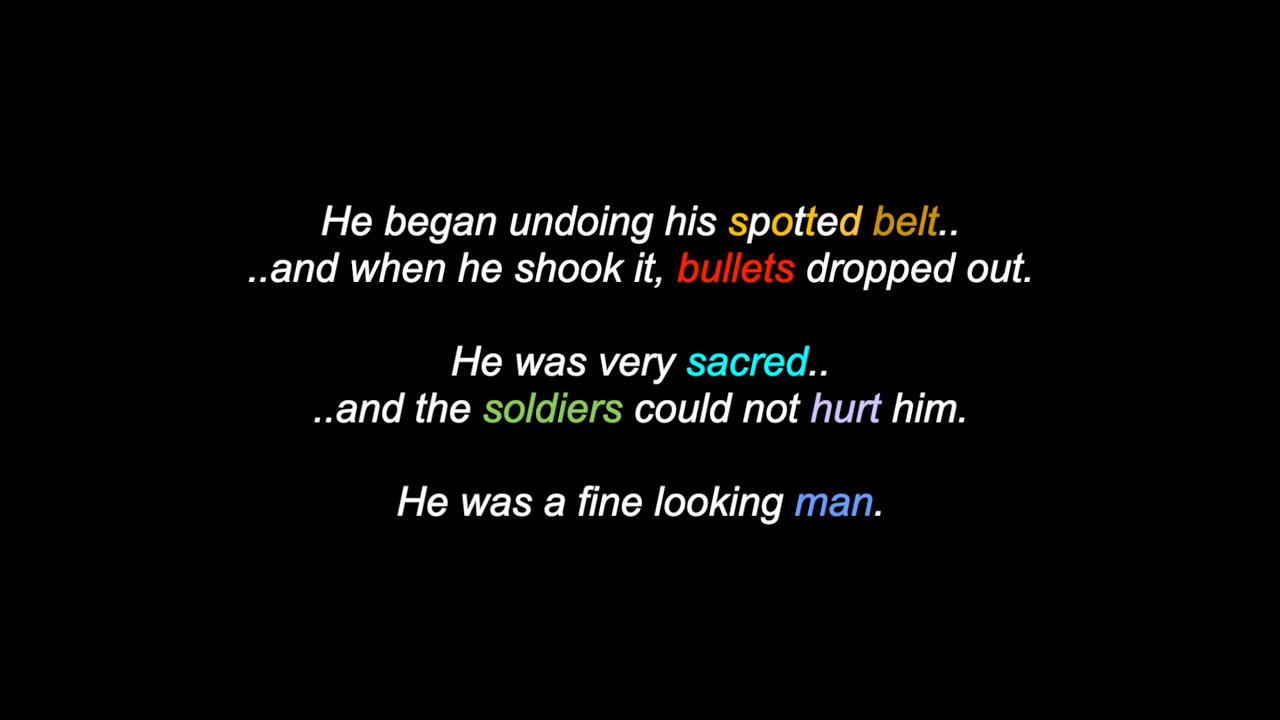 He began undoing his spotted belt..
..and when he shook it, bullets dropped out.
He was very sacred..
..and the soldiers could not hurt him.
He was a fine looking man.